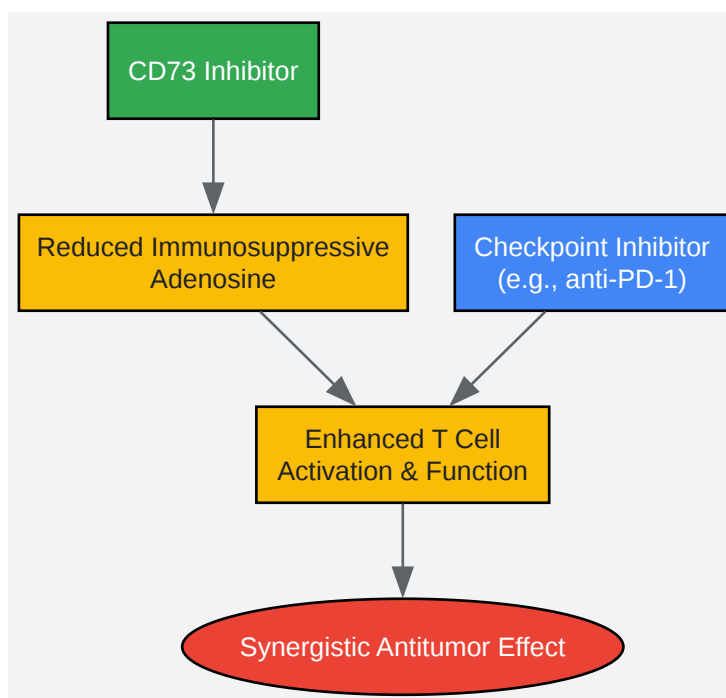 CD73 Inhibitor
Reduced Immunosuppressive
Adenosine
Checkpoint Inhibitor
(e.g., anti-PD-1)
Enhanced T Cell
Activation & Function
Synergistic Antitumor Effect